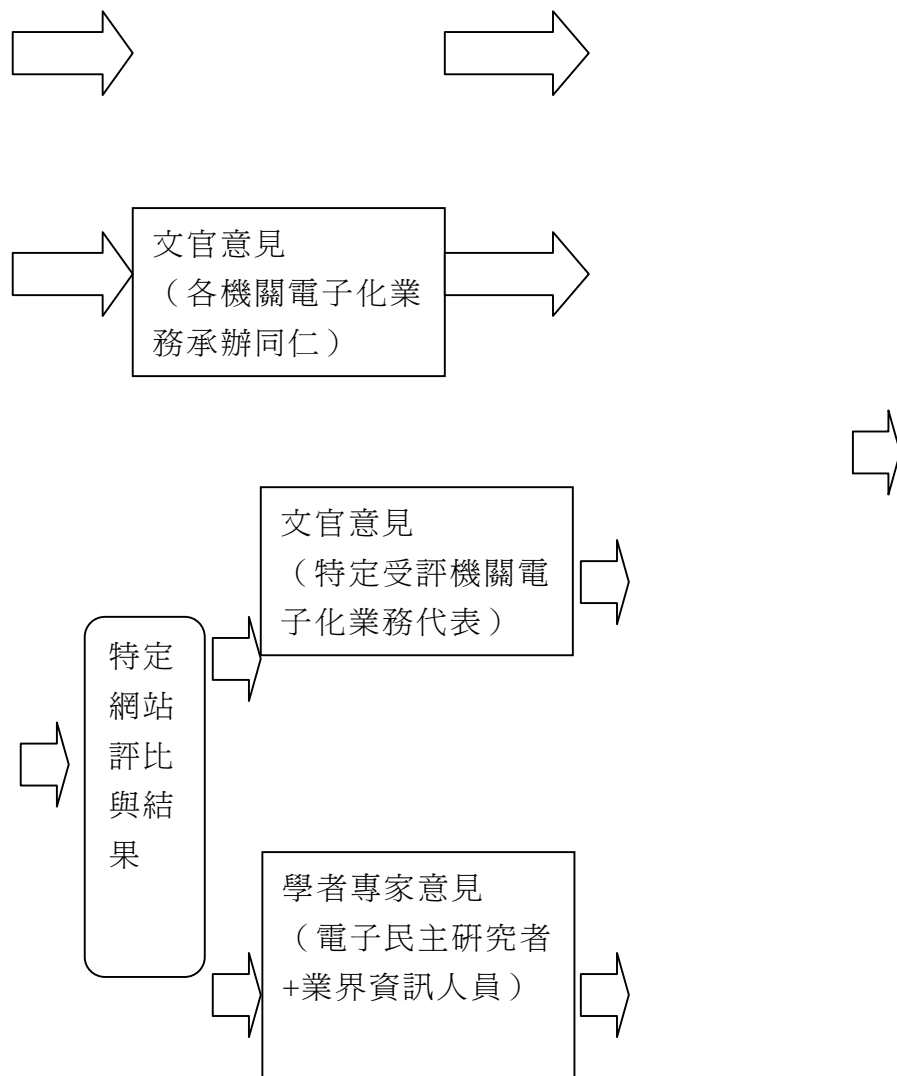 文官意見
（各機關電子化業
務承辦同仁）
文官意見
（特定受評機關電
子化業務代表）
特定
網站
評比
與結
果
學者專家意見
（電子民主研究者
+業界資訊人員）